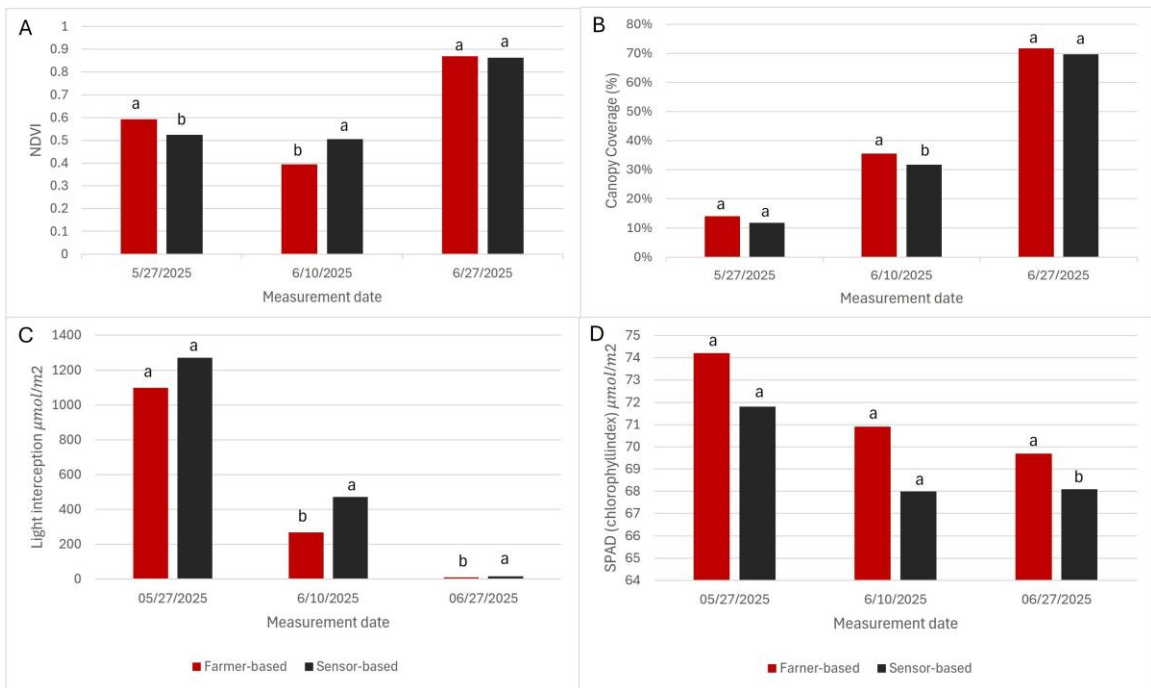 A
NDVI
1
0.9
0.8
0.7
0.6
0.5
0.4
0.3
0.2
0.1
0
a
b
b
a
a
a
5/27/2025
6/10/2025
6/27/2025
Measurement date
B
Canopy Coverage (%)
80%
70%
60%
50%
40%
30%
20%
10%
0%
a
a
a
b
a
a
5/27/2025
6/10/2025
6/27/2025
Measurement date
C
Light interception μmol/m2
1400
1200
1000
800
600
400
200
0
a
a
b
a
b
a
05/27/2025
6/10/2025
06/27/2025
Measurement date
Farmer-based
Sensor-based
D
SPAD (chlorophyllindex) μmol/m2
75
74
73
72
71
70
69
68
67
66
65
64
a
a
a
a
a
b
05/27/2025
6/10/2025
06/27/2025
Measurement date
Farner-based
Sensor-based